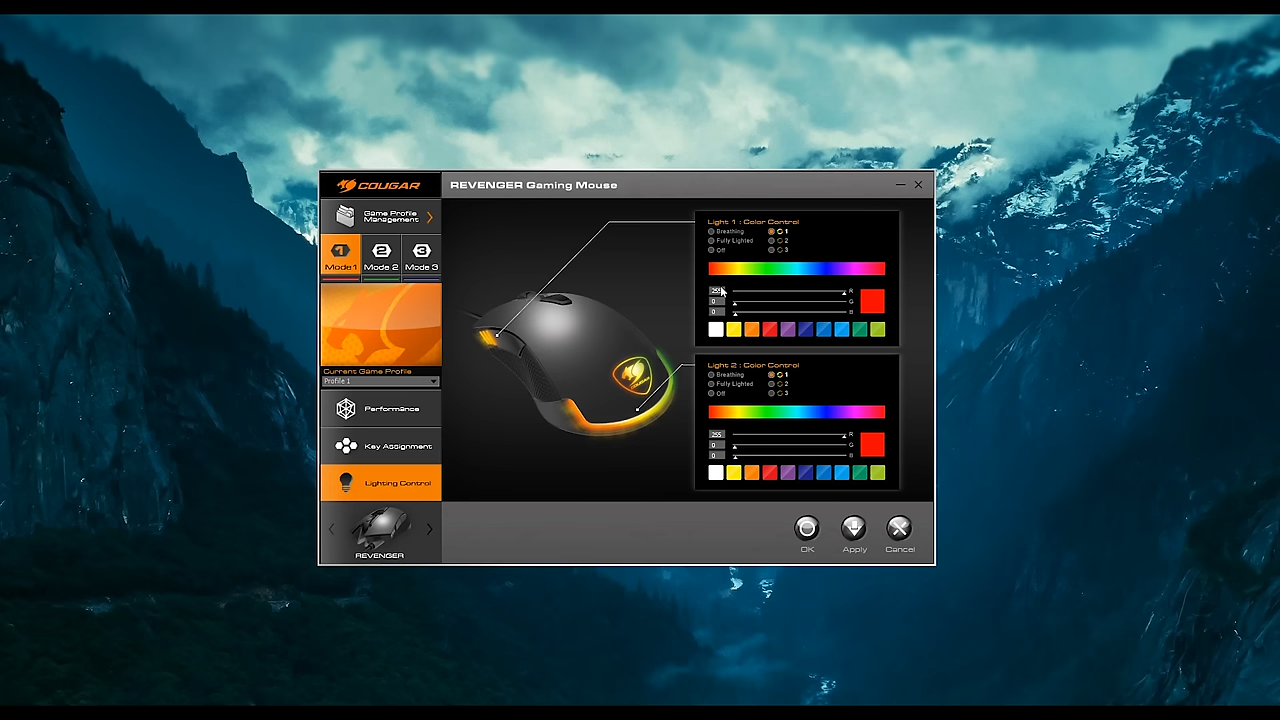 COUGAR
REVENGER Gaming Mouse
Game Profile
Management
Mode 1
Mode 2
Mode 3
Current Game Profile
Profile 1
Performance
Key Assignment
Lighting Control
REVENGER
Light 1 : Color Control
Breathing
1
Fully Lighted
2
Off
3
R
0
G
0
B
Light 2 : Color Control
Breathing
1
Fully Lighted
2
Off
3
255
R
0
G
0
B
OK
Apply
Cancel